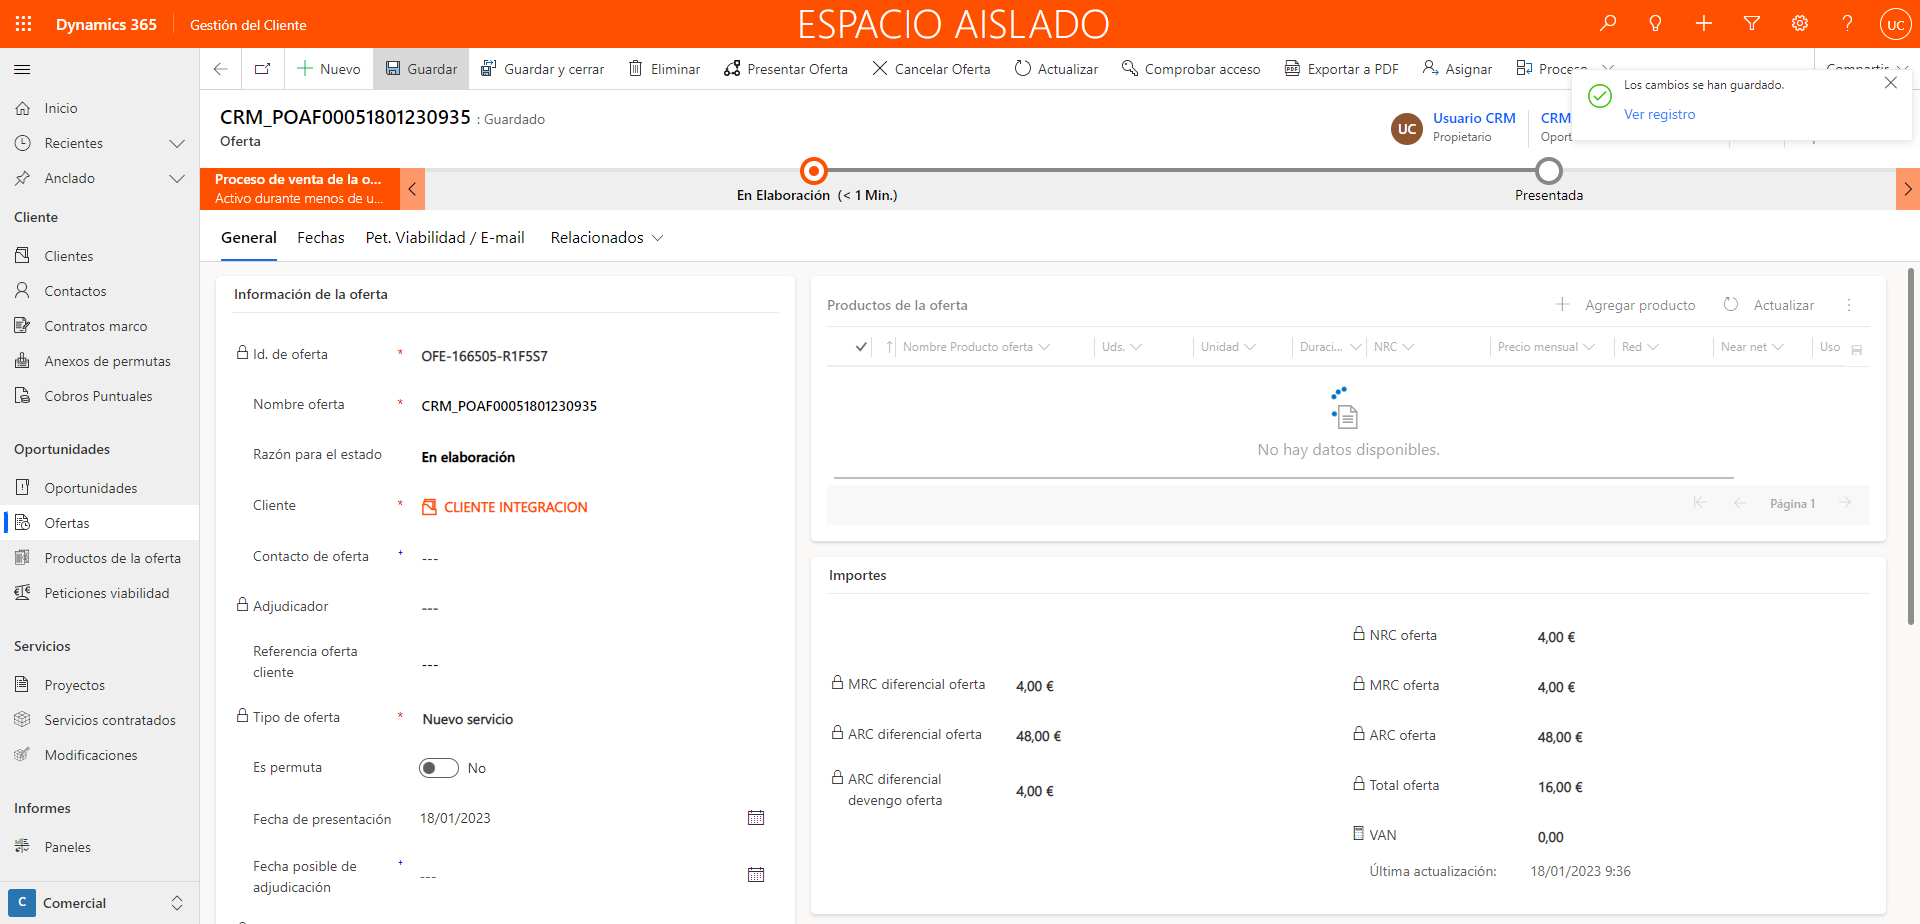 Dynamics 365
Gestión del Cliente
ESPACIO AISLADO
UC
Nuevo
Guardar
Guardar y cerrar
Eliminar
Presentar Oferta
Cancelar Oferta
Actualizar
Comprobar acceso
Exportar a PDF
Asignar
Los cambios se han guardado.
Ver registro
CRM_POAF00051801230935 : Guardado
Oferta
UC
Usuario CRM
Propietario
CRM
Proceso de venta de la o...
Activo durante menos de u...
En Elaboración (< 1 Min.)
Presentada
General
Fechas
Pet. Viabilidad / E-mail
Relacionados
Inicio
Recientes
Anclado
Cliente
Clientes
Contactos
Contratos marco
Anexos de permutas
Cobros Puntuales
Oportunidades
Oportunidades
Ofertas
Productos de la oferta
Peticiones viabilidad
Servicios
Proyectos
Servicios contratados
Modificaciones
Informes
Paneles
C
Comercial
Información de la oferta
Id. de oferta * OFE-166505-R1F5S7
Nombre oferta * CRM_POAF00051801230935
Razón para el estado En elaboración
Cliente * CLIENTE INTEGRACION
Contacto de oferta + ---
Adjudicador ---
Referencia oferta
cliente ---
Tipo de oferta * Nuevo servicio
Es permuta No
Fecha de presentación 18/01/2023
Fecha posible de
adjudicación + ---
Productos de la oferta
Agregar producto
Actualizar
Nombre Producto oferta
Uds.
Unidad
Duraci...
NRC
Precio mensual
Red
Near net
Uso
No hay datos disponibles.
Página 1
Importes
NRC oferta 4,00 €
MRC diferencial oferta 4,00 €
MRC oferta 4,00 €
ARC diferencial oferta 48,00 €
ARC oferta 48,00 €
ARC diferencial
devengo oferta 4,00 €
Total oferta 16,00 €
VAN 0,00
Última actualización: 18/01/2023 9:36